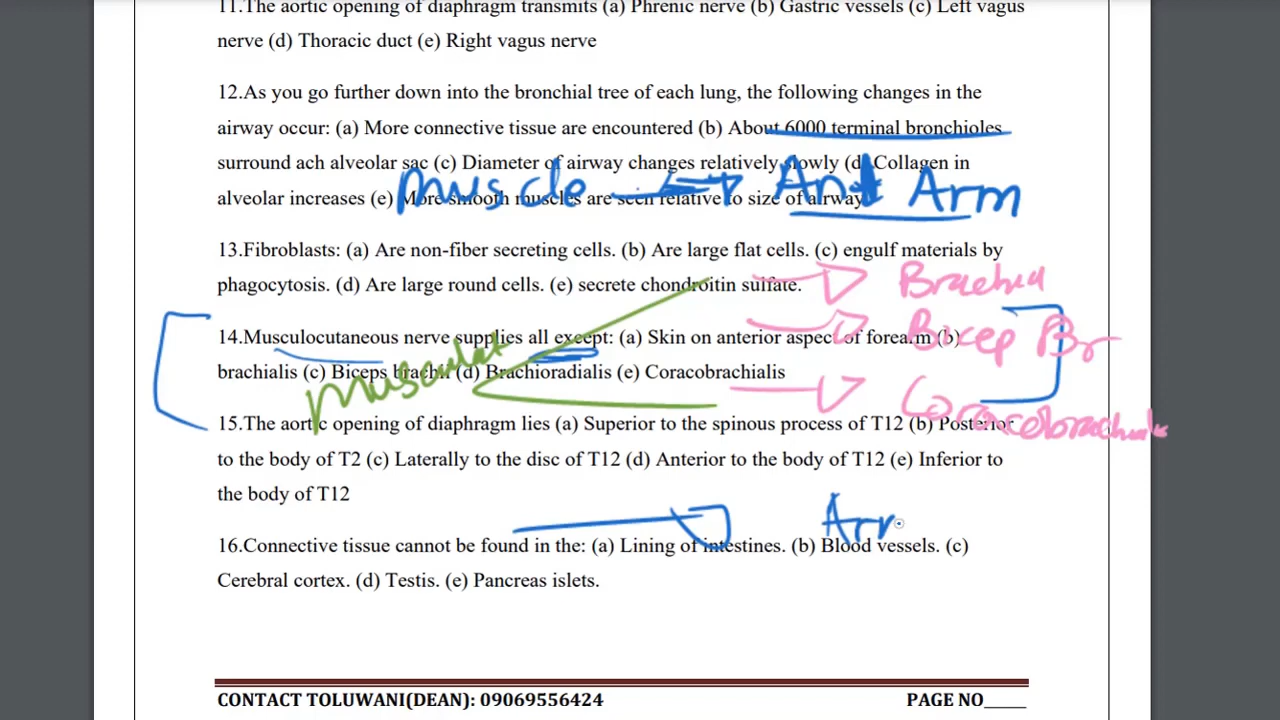 11.The aortic opening of diaphragm transmits (a) Phrenic nerve (b) Gastric vessels (c) Left vagus
nerve (d) Thoracic duct (e) Right vagus nerve
12.As you go further down into the bronchial tree of each lung, the following changes in the
airway occur: (a) More connective tissue are encountered (b) About 6000 terminal bronchioles
surround ach alveolar sac (c) Diameter of airway changes relatively slowly (d) Collagen in
muscle Ant Arm
alveolar increases (e) More smooth muscles are seen relative to size of airway
13.Fibroblasts: (a) Are non-fiber secreting cells. (b) Are large flat cells. (c) engulf materials by
phagocytosis. (d) Are large round cells. (e) secrete chondroitin sulfate.
14.Musculocutaneous nerve supplies all except: (a) Skin on anterior aspect of forearm (b)
Bicep Br
brachialis (c) Biceps brachii (d) Brachioradialis (e) Coracobrachialis
15.The aortic opening of diaphragm lies (a) Superior to the spinous process of T12 (b) Posterior
to the body of T2 (c) Laterally to the disc of T12 (d) Anterior to the body of T12 (e) Inferior to
the body of T12
Arr
16.Connective tissue cannot be found in the: (a) Lining of intestines. (b) Blood vessels. (c)
Cerebral cortex. (d) Testis. (e) Pancreas islets.
CONTACT TOLUWANI(DEAN): 09069556424 PAGE NO____